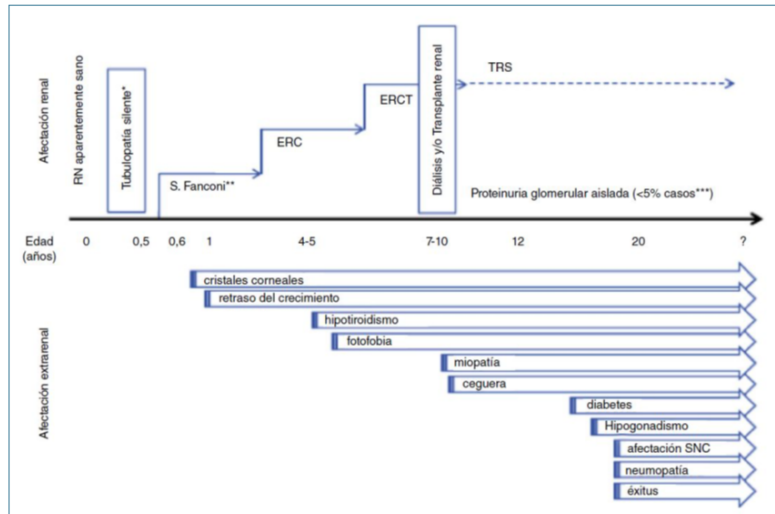 Afectación renal
RN aparentemente sano
Tubulopatía silente*
S. Fanconi**
ERC
ERCT
Diálisis y/o Transplante renal
TRS
Proteinuria glomerular aislada (<5% casos***)
Edad (años)
0
0,5
0,6
1
4-5
7-10
12
20
?
Afectación extrarenal
cristales corneales
retraso del crecimiento
hipotiroidismo
fotofobia
miopatía
ceguera
diabetes
Hipogonadismo
afectación SNC
neumopatía
éxitus